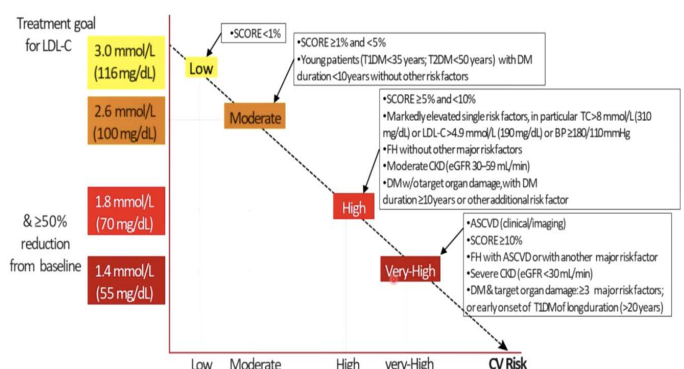 Treatment goal
for LDL-C
3.0 mmol/L
(116 mg/dL)
2.6 mmol/L
(100 mg/dL)
1.8 mmol/L
(70 mg/dL)
& ≥50%
reduction
from baseline
1.4 mmol/L
(55 mg/dL)
Low
•SCORE <1%
Moderate
•SCORE ≥1% and <5%
•Young patients (T1DM<35 years; T2DM<50 years) with DM
duration <10 years without other risk factors
High
•SCORE ≥5% and <10%
•Markedly elevated single risk factors, in particular TC>8 mmol/L (310
mg/dL) or LDL-C >4.9 mmol/L (190 mg/dL) or BP ≥180/110 mmHg
•FH without other major risk factors
•Moderate CKD (eGFR 30–59 mL/min)
•DM w/o target organ damage, with DM
duration ≥10 years or other additional risk factor
Very-High
•ASCVD (clinical/imaging)
•SCORE ≥10%
•FH with ASCVD or with another major risk factor
•Severe CKD (eGFR <30 mL/min)
•DM & target organ damage: ≥3 major risk factors;
or early onset of T1DM of long duration (>20 years)
Low Moderate High very-High CV Risk